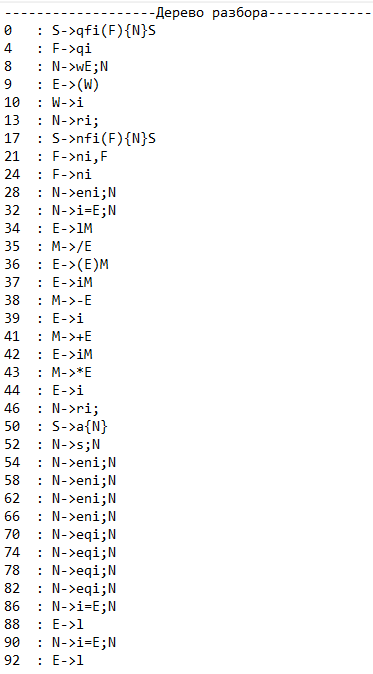 -------------------Дерево разбора-------------
0   : S->qfi(F){N}S
4   : F->qi
8   : N->wE;N
9   : E->(W)
10  : W->i
13  : N->ri;
17  : S->nfi(F){N}S
21  : F->ni,F
24  : F->ni
28  : N->eni;N
32  : N->i=E;N
34  : E->lM
35  : M->/E
36  : E->(E)M
37  : E->iM
38  : M->-E
39  : E->i
41  : M->+E
42  : E->iM
43  : M->*E
44  : E->i
46  : N->ri;
50  : S->a{N}
52  : N->s;N
54  : N->eni;N
58  : N->eni;N
62  : N->eni;N
66  : N->eni;N
70  : N->eqi;N
74  : N->eqi;N
78  : N->eqi;N
82  : N->eqi;N
86  : N->i=E;N
88  : E->l
90  : N->i=E;N
92  : E->l